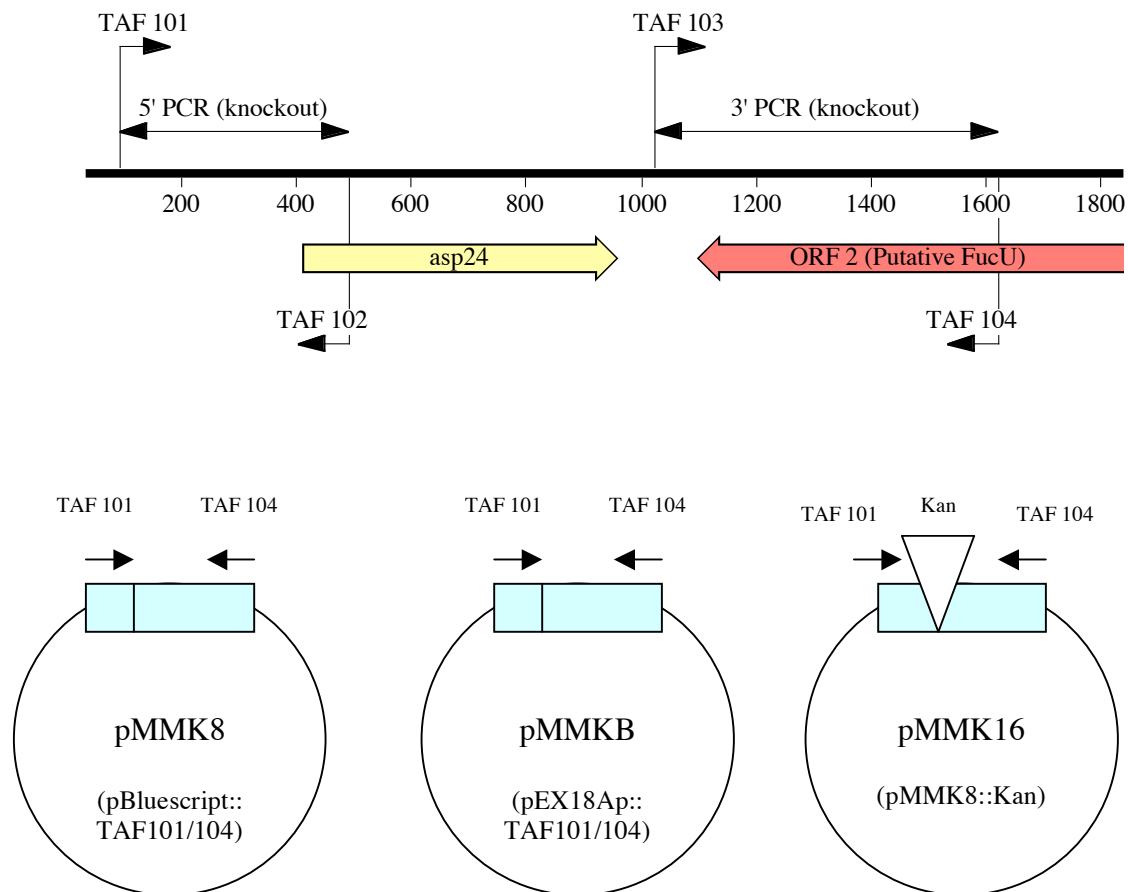 TAF 101
TAF 103
5' PCR (knockout)
3' PCR (knockout)
200 400 600 800 1000 1200 1400 1600 1800
asp24
ORF 2 (Putative FucU)
TAF 102
TAF 104
TAF 101 TAF 104
TAF 101 TAF 104
TAF 101 Kan TAF 104
pMMK8
(pBluescript::
TAF101/104)
pMMKB
(pEX18Ap::
TAF101/104)
pMMK16
(pMMK8::Kan)